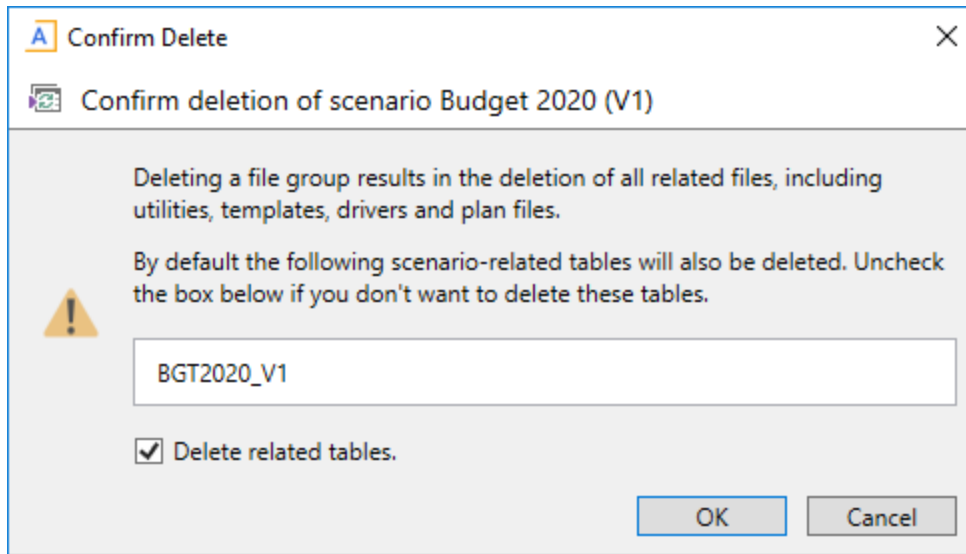 A Confirm Delete
Confirm deletion of scenario Budget 2020 (V1)
Deleting a file group results in the deletion of all related files, including
utilities, templates, drivers and plan files.
By default the following scenario-related tables will also be deleted. Uncheck
the box below if you don't want to delete these tables.
BGT2020_V1
Delete related tables.
OK Cancel